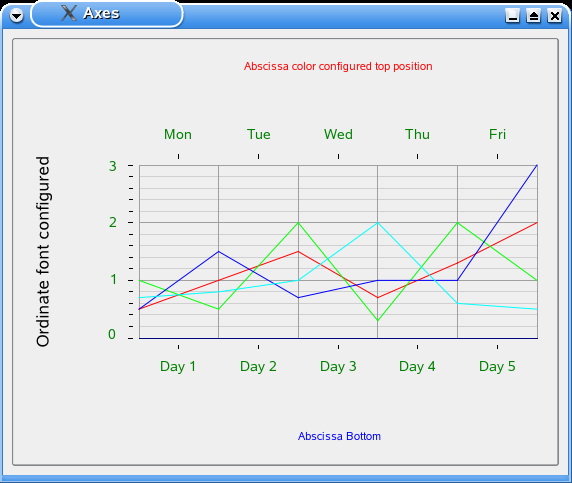 Axes
Abscissa color configured top position
Mon Tue Wed Thu Fri
Ordinate font configured
3
2
1
0
Day 1 Day 2 Day 3 Day 4 Day 5
Abscissa Bottom